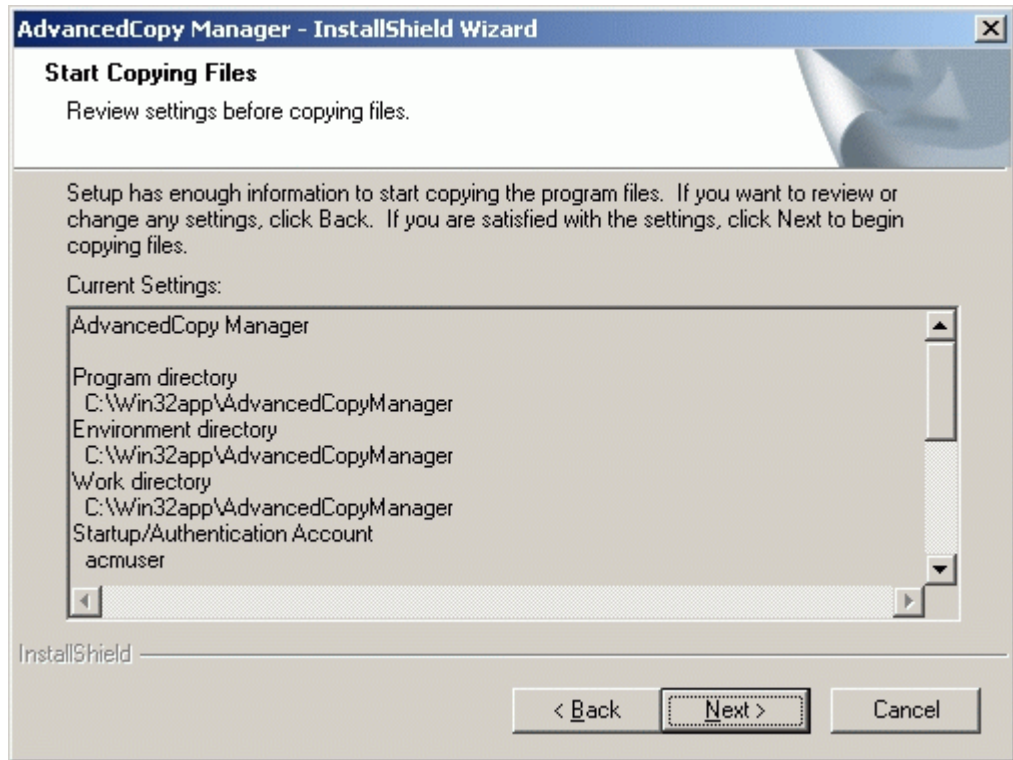 AdvancedCopy Manager - InstallShield Wizard
Start Copying Files
Review settings before copying files.
Setup has enough information to start copying the program files.  If you want to review or
change any settings, click Back.  If you are satisfied with the settings, click Next to begin
copying files.
Current Settings:
AdvancedCopy Manager
Program directory
C:\Win32app\AdvancedCopyManager
Environment directory
C:\Win32app\AdvancedCopyManager
Work directory
C:\Win32app\AdvancedCopyManager
Startup/Authentication Account
acmuser
InstallShield
< Back
Next >
Cancel